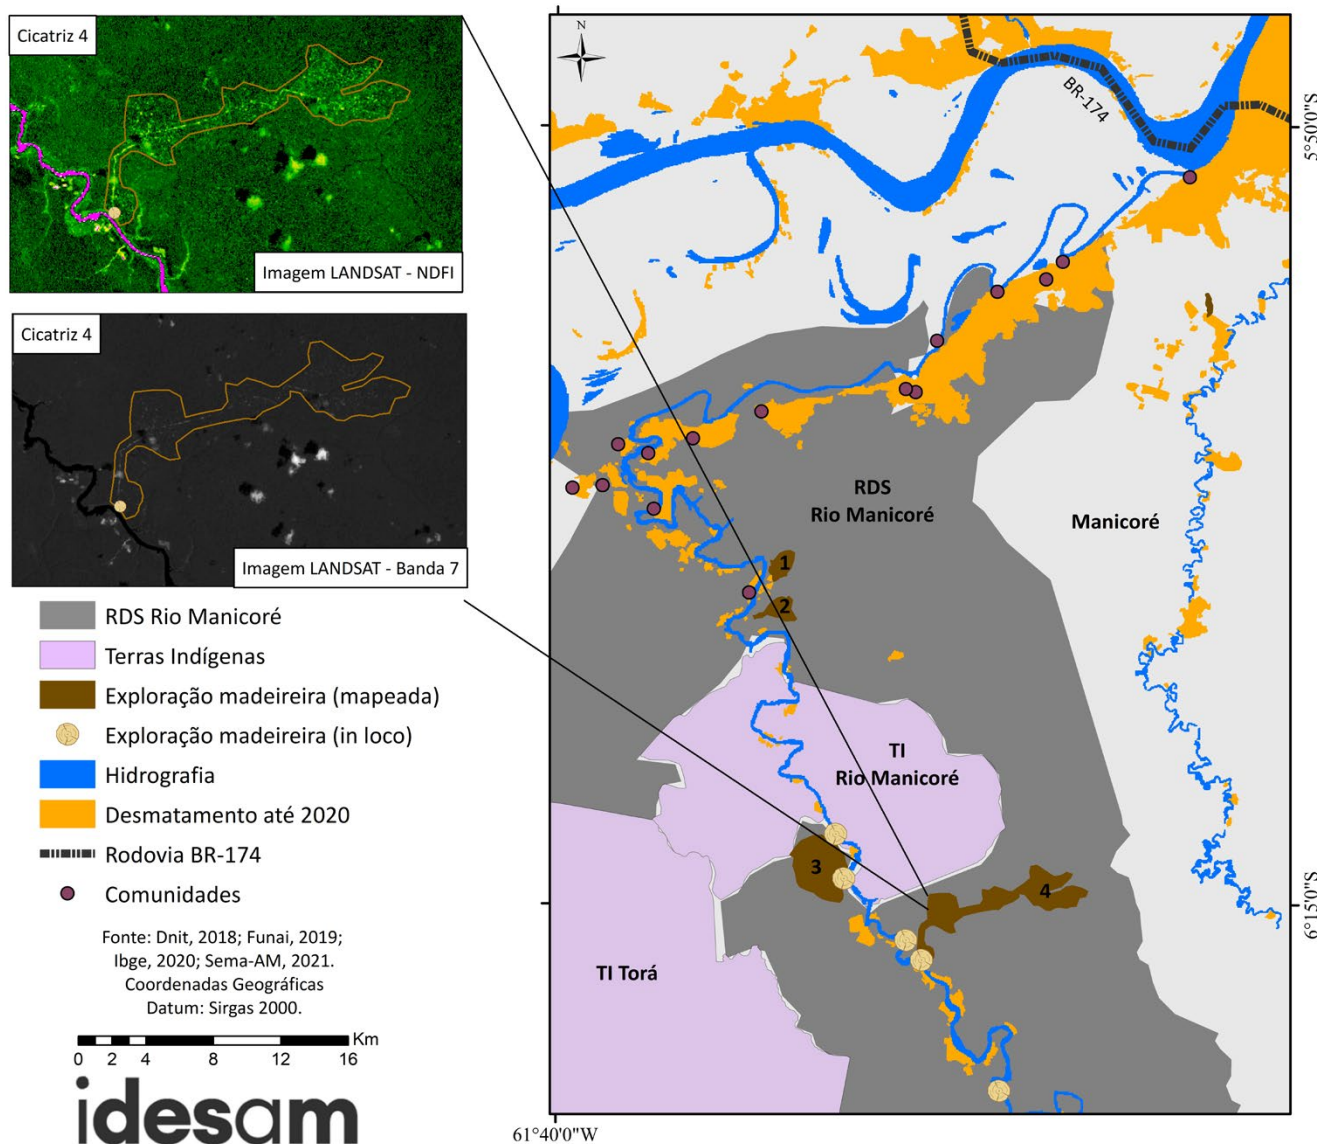 Cicatriz 4
Imagem LANDSAT - NDFI
Cicatriz 4
Imagem LANDSAT - Banda 7
RDS Rio Manicoré
Terras Indígenas
Exploração madeireira (mapeada)
Exploração madeireira (in loco)
Hidrografia
Desmatamento até 2020
Rodovia BR-174
Comunidades
Fonte: Dnit, 2018; Funai, 2019;
Ibge, 2020; Sema-AM, 2021.
Coordenadas Geográficas
Datum: Sirgas 2000.
Km
0 2 4 8 12 16
idesam
N
BR-174
5°50'0"S
RDS
Rio Manicoré
Manicoré
1
2
TI
Rio Manicoré
3
4
6°15'0"S
TI Torá
61°40'0"W